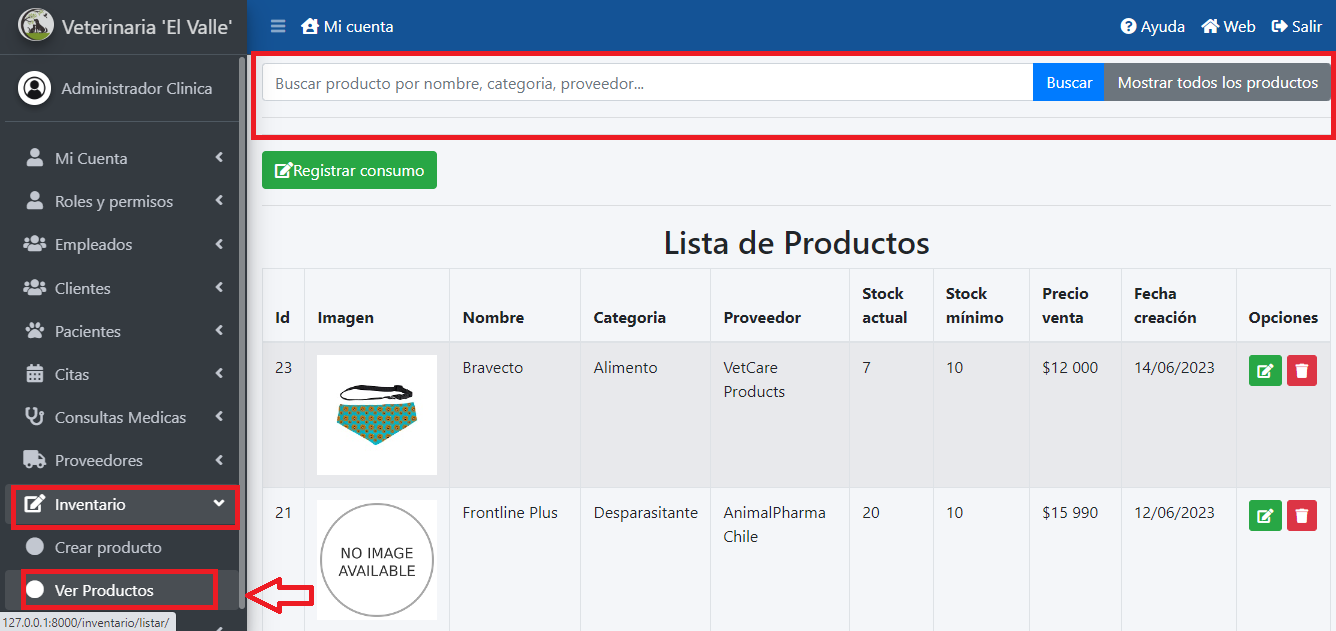 Veterinaria 'El Valle'
Mi cuenta
Ayuda
Web
Salir
Administrador Clinica
Mi Cuenta
Roles y permisos
Empleados
Clientes
Pacientes
Citas
Consultas Medicas
Proveedores
Inventario
Crear producto
Ver Productos
127.0.0.1:8000/inventario/listar/
Buscar producto por nombre, categoria, proveedor...
Buscar
Mostrar todos los productos
Registrar consumo
Lista de Productos
Id Imagen Nombre Categoria Proveedor Stock actual Stock mínimo Precio venta Fecha creación Opciones
23 Bravecto Alimento VetCare Products 7 10 $12 000 14/06/2023
21 NO IMAGE AVAILABLE Frontline Plus Desparasitante AnimalPharma Chile 20 10 $15 990 12/06/2023